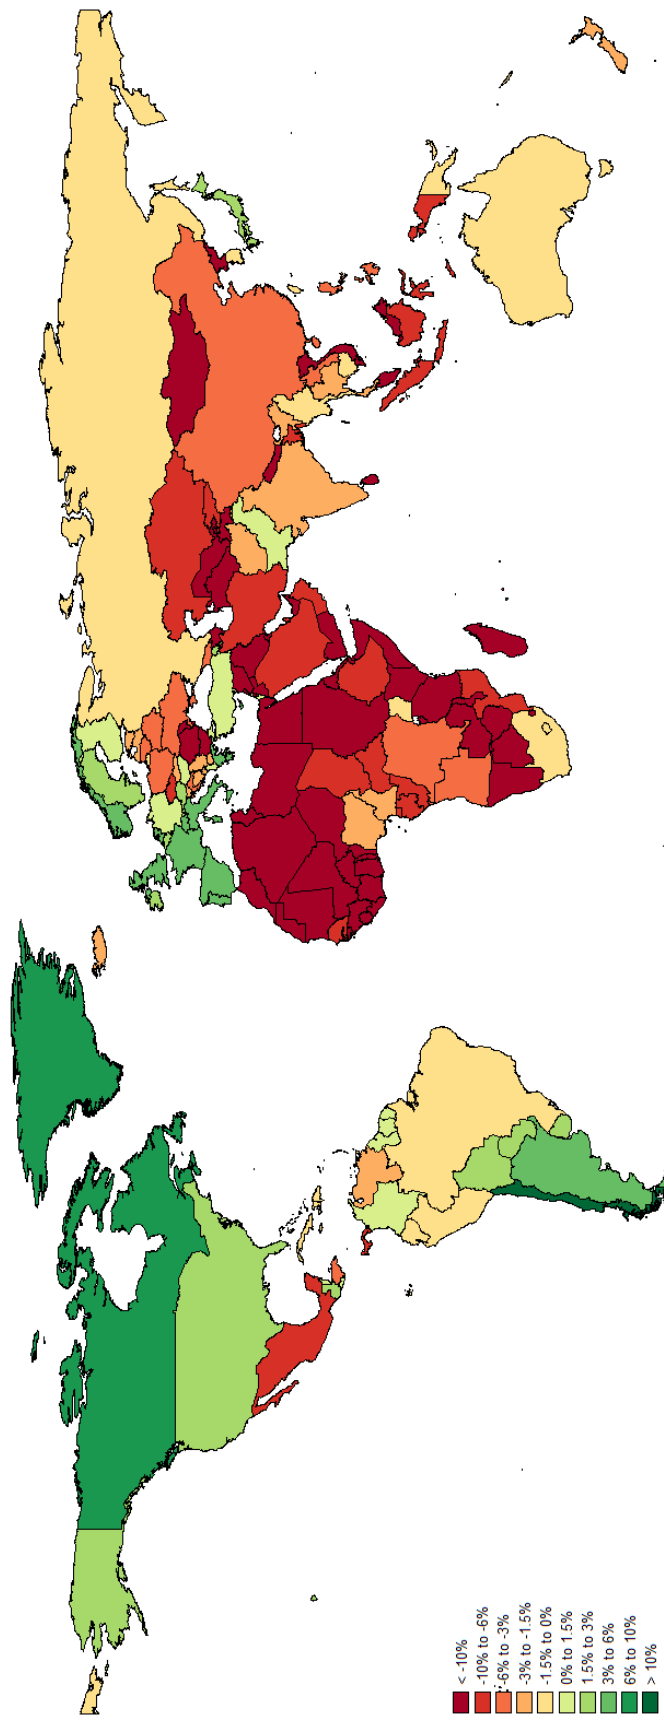 < -10%
-10% to -6%
-6% to -3%
-3% to -1.5%
-1.5% to 0%
0% to 1.5%
1.5% to 3%
3% to 6%
6% to 10%
> 10%